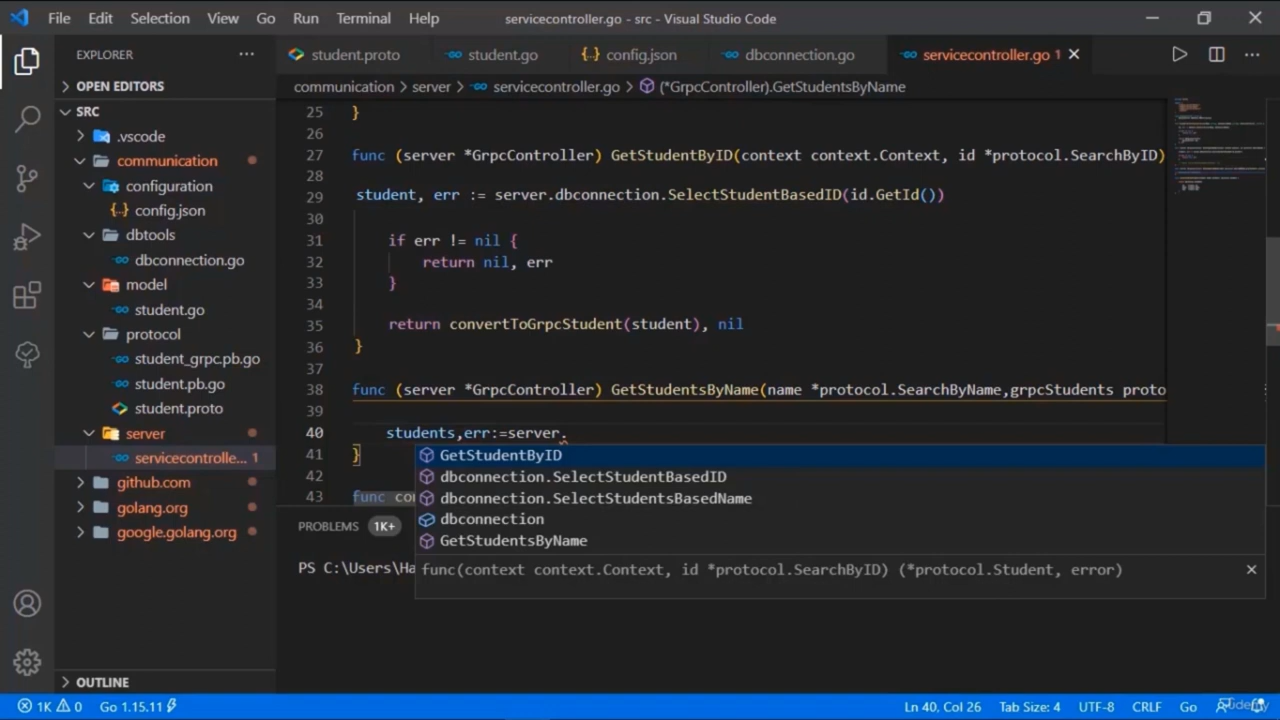 File Edit Selection View Go Run Terminal Help servicecontroller.go - src - Visual Studio Code
EXPLORER
student.proto student.go config.json dbconnection.go servicecontroller.go 1
OPEN EDITORS
communication > server > servicecontroller.go > (*GrpcController).GetStudentsByName
SRC
.vscode
communication
configuration
config.json
dbtools
dbconnection.go
model
student.go
protocol
student_grpc.pb.go
student.pb.go
student.proto
server
servicecontrolle... 1
github.com
golang.org
google.golang.org
OUTLINE
25 }
26
27 func (server *GrpcController) GetStudentByID(context context.Context, id *protocol.SearchByID)
28
29 student, err := server.dbconnection.SelectStudentBasedID(id.GetId())
30
31 if err != nil {
32 return nil, err
33 }
34
35 return convertToGrpcStudent(student), nil
36 }
37
38 func (server *GrpcController) GetStudentsByName(name *protocol.SearchByName,grpcStudents proto
39
40 students,err:=server.
41 }
42
43 func con
GetStudentByID
dbconnection.SelectStudentBasedID
dbconnection.SelectStudentsBasedName
dbconnection
GetStudentsByName
func(context context.Context, id *protocol.SearchByID) (*protocol.Student, error)
PROBLEMS 1K+
PS C:\Users\Ha
1K 0 Go 1.15.11 Ln 40, Col 26 Tab Size: 4 UTF-8 CRLF Go
Udemy